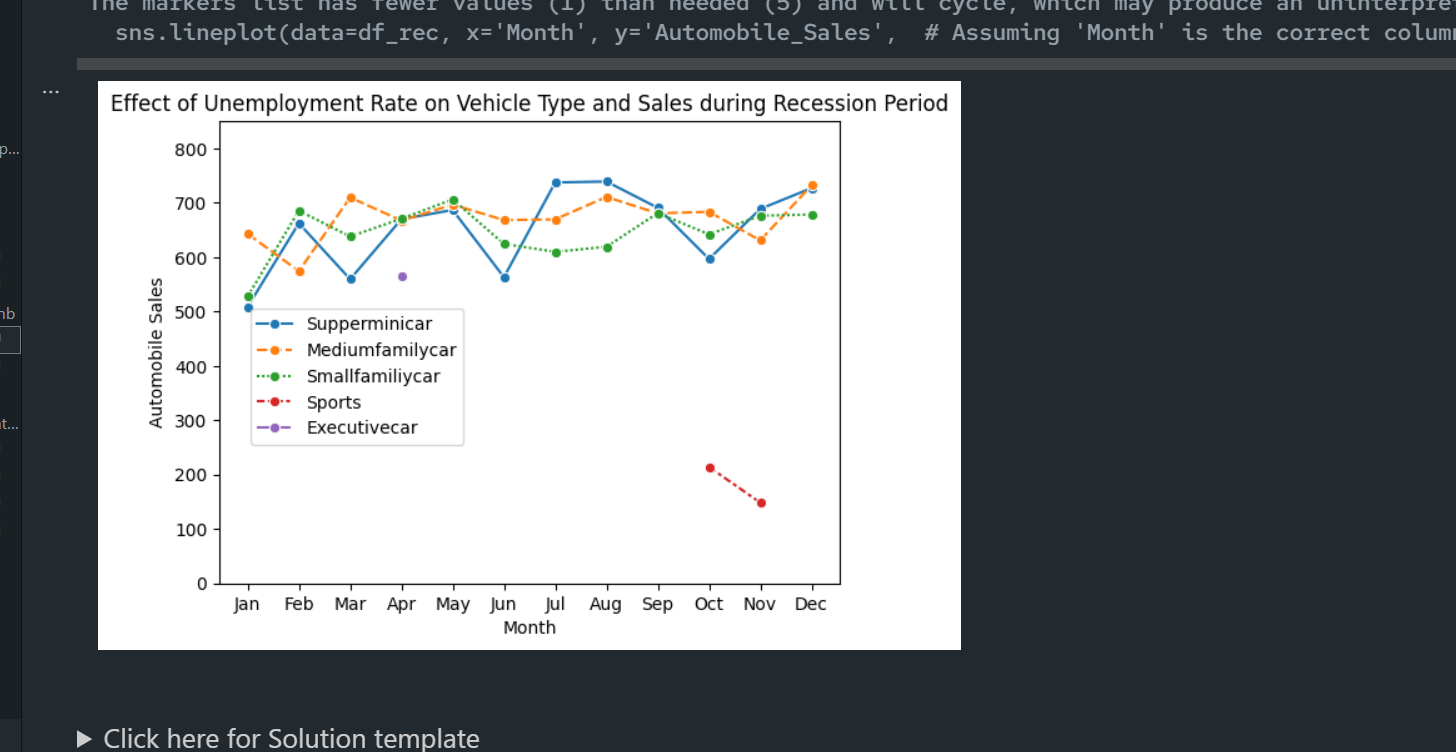 The markers list has fewer values (1) than needed (5) and will cycle, which may produce an
sns.lineplot(data=df_rec, x='Month', y='Automobile_Sales', # Assuming 'Month' is the correct
...
Effect of Unemployment Rate on Vehicle Type and Sales during Recession Period
800
700
600
500
400
300
200
100
0
Automobile Sales
Supperminicar
Mediumfamilycar
Smallfamiliycar
Sports
Executivecar
Jan Feb Mar Apr May Jun Jul Aug Sep Oct Nov Dec
Month
p...
nb
t...
Click here for Solution template